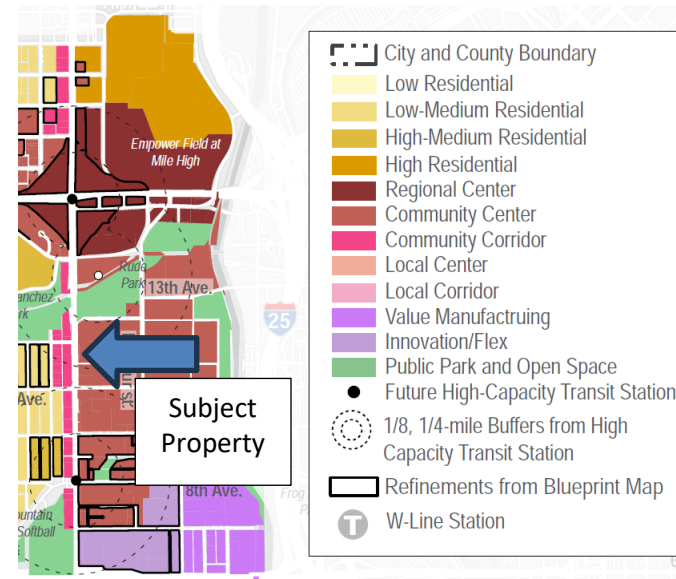 Empower Field at
Mile High
Rude
Park
13th Ave.
25
Ave.
St.
Subject
Property
8th Ave.
Frog
Softball
City and County Boundary
Low Residential
Low-Medium Residential
High-Medium Residential
High Residential
Regional Center
Community Center
Community Corridor
Local Center
Local Corridor
Value Manufactruing
Innovation/Flex
Public Park and Open Space
Future High-Capacity Transit Station
1/8, 1/4-mile Buffers from High
Capacity Transit Station
Refinements from Blueprint Map
T
W-Line Station